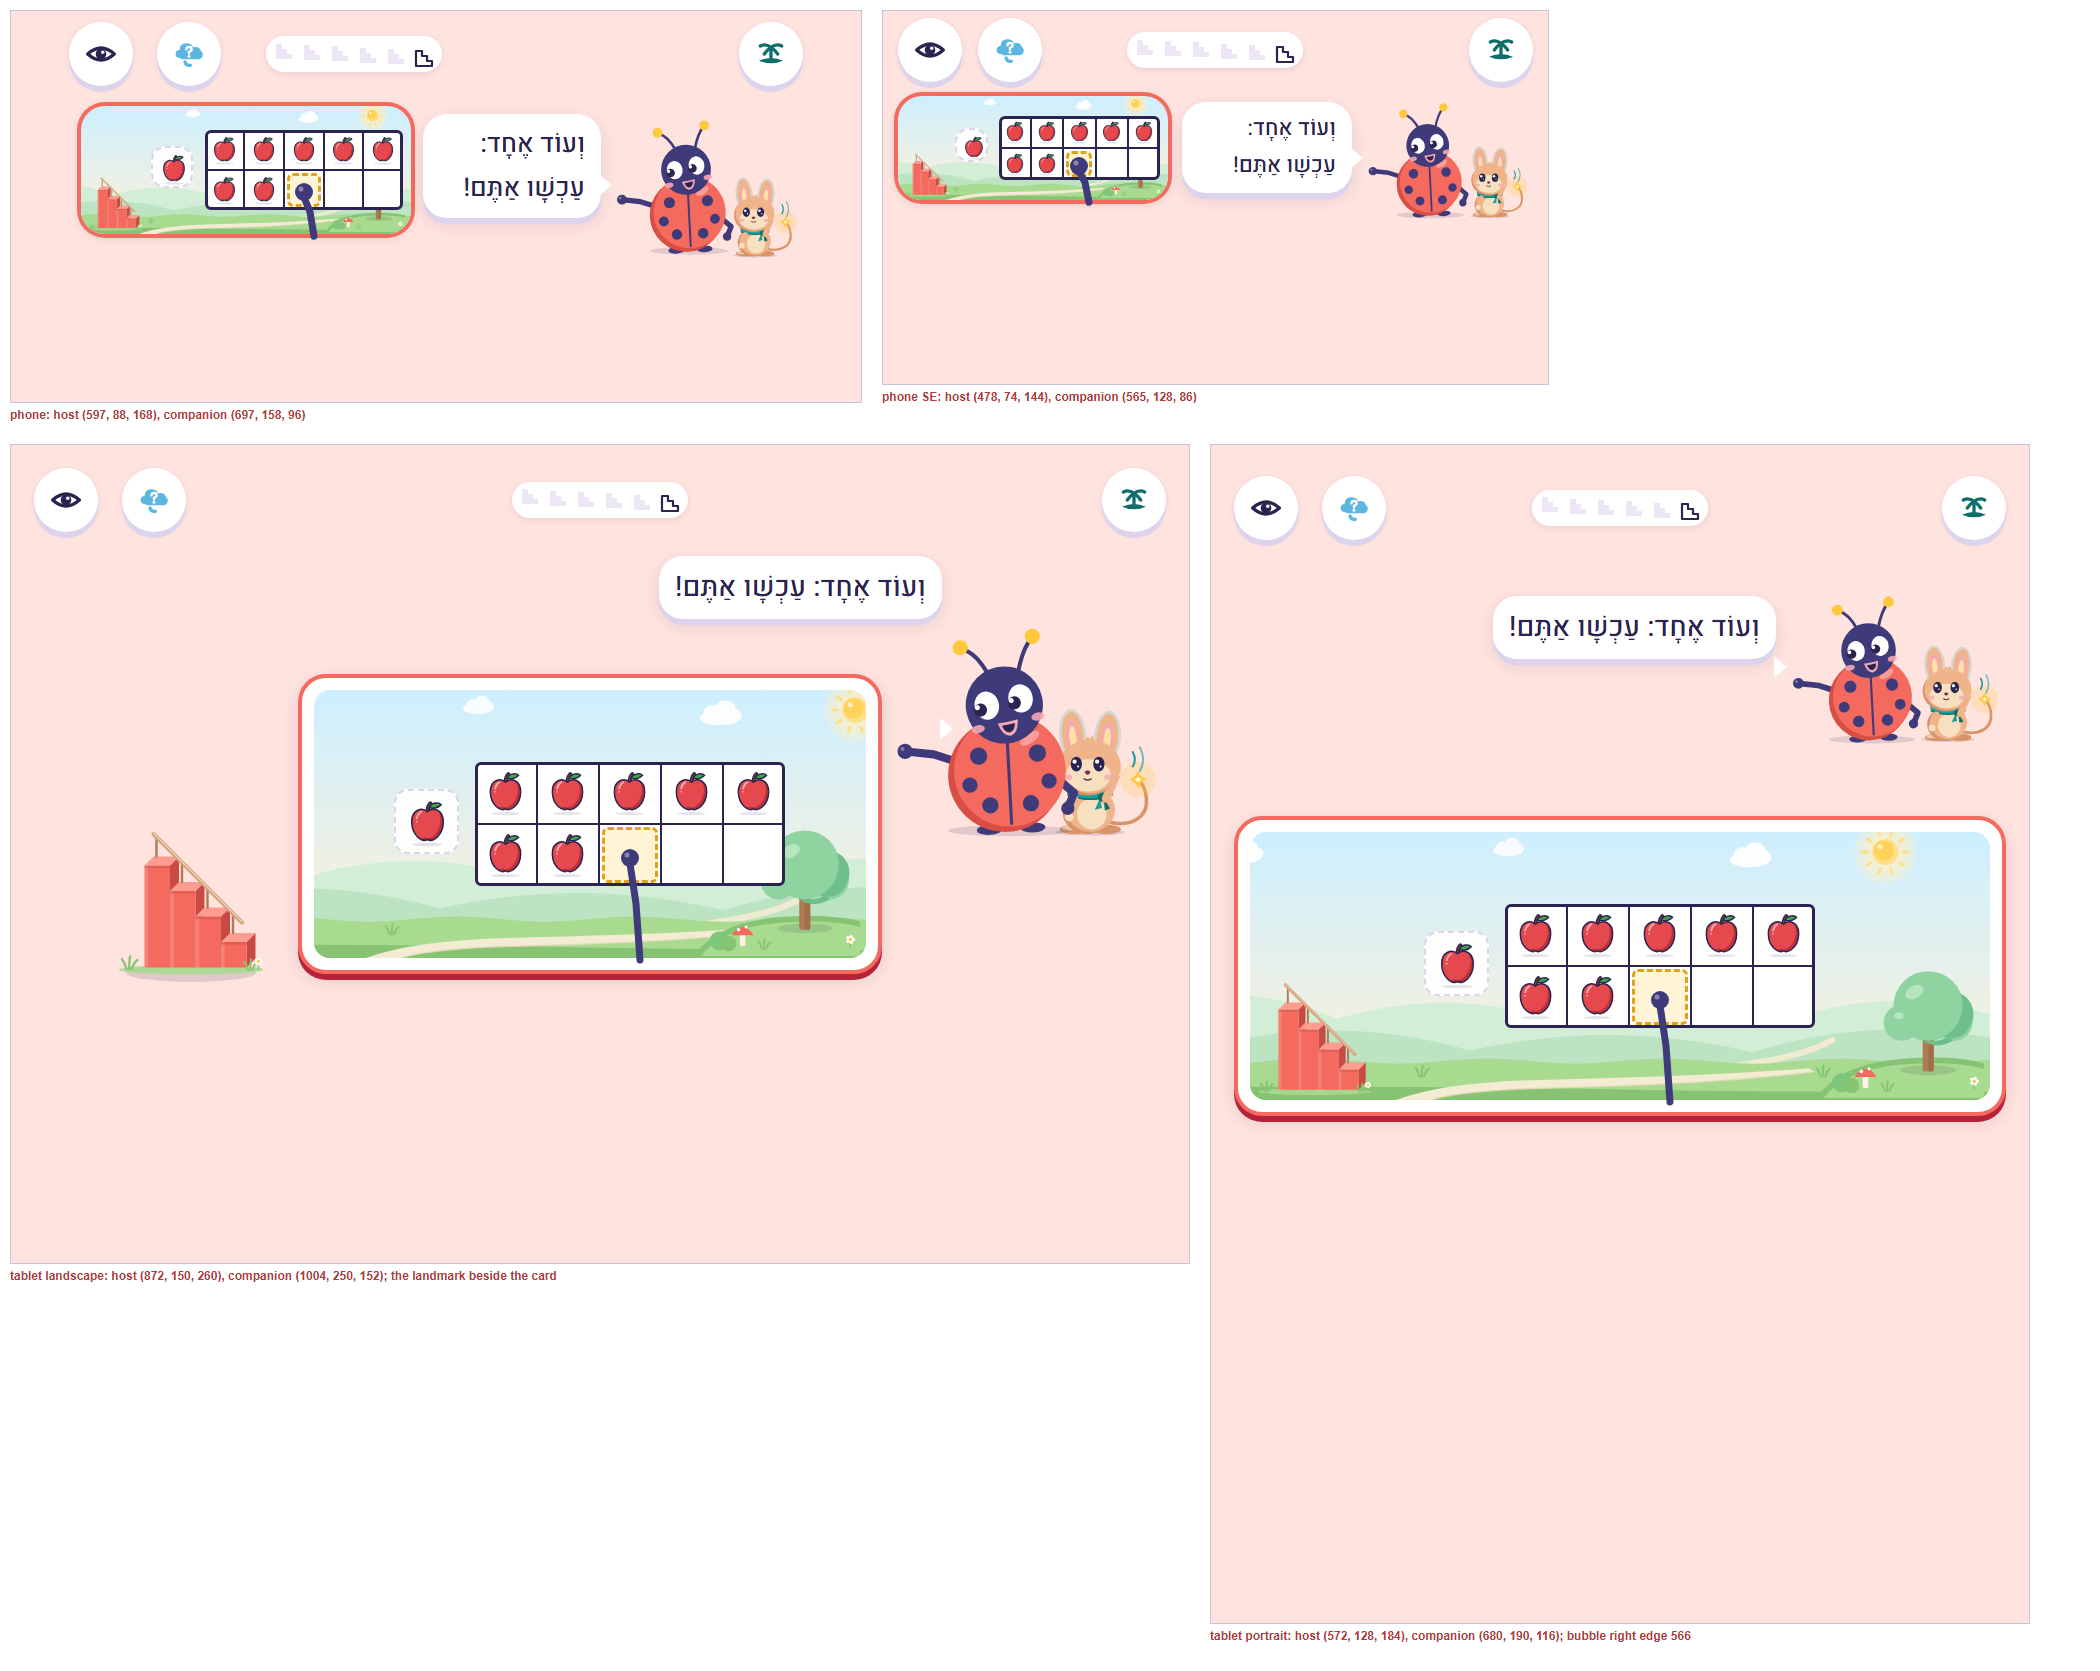 וְעוֹד אֶחָד:
עַכְשָׁו אַתֶּם!
phone: host (597, 88, 168), companion (697, 158, 96)
וְעוֹד אֶחָד:
עַכְשָׁו אַתֶּם!
phone SE: host (478, 74, 144), companion (565, 128, 86)
וְעוֹד אֶחָד: עַכְשָׁו אַתֶּם!
tablet landscape: host (872, 150, 260), companion (1004, 250, 152); the landmark beside the card
וְעוֹד אֶחָד: עַכְשָׁו אַתֶּם!
tablet portrait: host (572, 128, 184), companion (680, 190, 116); bubble right edge 566